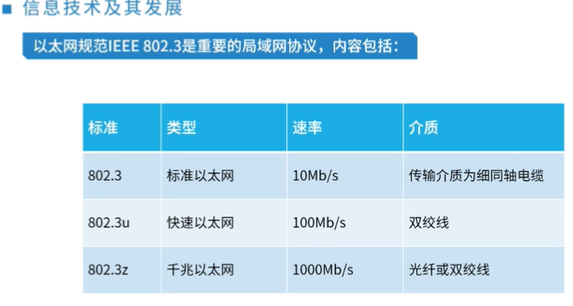 信息技术及其发展
以太网规范IEEE 802.3是重要的局域网协议，内容包括：
标准 类型 速率 介质
802.3 标准以太网 10Mb/s 传输介质为细同轴电缆
802.3u 快速以太网 100Mb/s 双绞线
802.3z 千兆以太网 1000Mb/s 光纤或双绞线